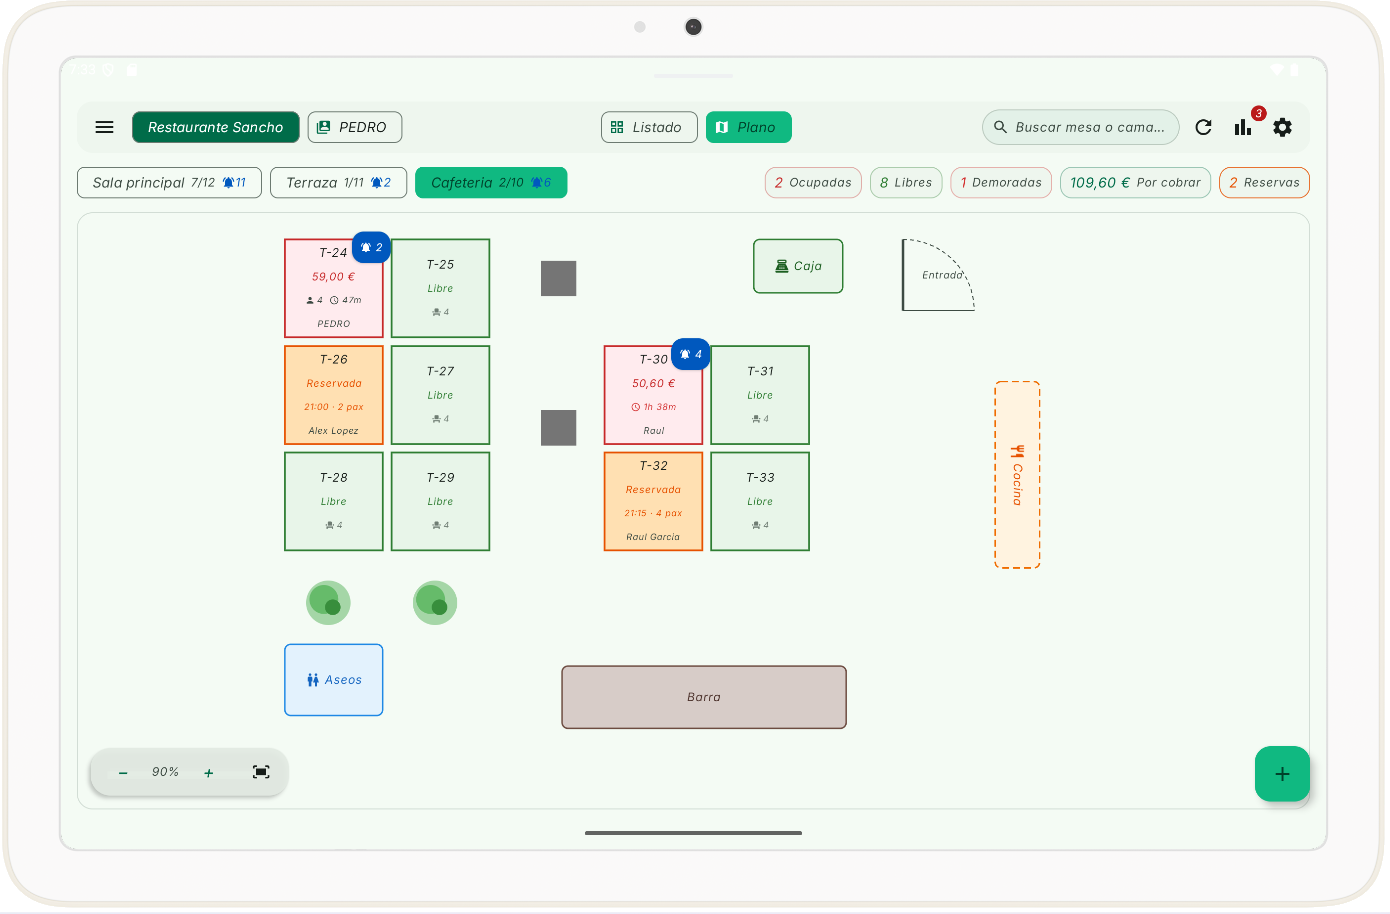 7:33
Restaurante Sancho
PEDRO
Listado
Plano
Buscar mesa o cama...
3
Sala principal 7/12 11
Terraza 1/11 2
Cafeteria 2/10 6
2 Ocupadas
8 Libres
1 Demoradas
109,60 € Por cobrar
2 Reservas
T-24
2
59,00 €
4 47m
PEDRO
T-25
Libre
4
Caja
Entrada
T-26
Reservada
21:00 · 2 pax
Alex Lopez
T-27
Libre
4
T-30
4
50,60 €
1h 38m
Raul
T-31
Libre
4
T-28
Libre
4
T-29
Libre
4
T-32
Reservada
21:15 · 4 pax
Raul Garcia
T-33
Libre
4
Cocina
Aseos
Barra
− 90% +
+